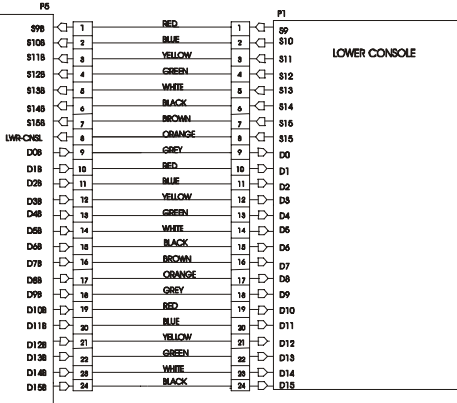 P5 P1
LOWER CONSOLE
S9B 1 RED 1 S9
S10B 2 BLUE 2 S10
S11B 3 YELLOW 3 S11
S12B 4 GREEN 4 S12
S13B 5 WHITE 5 S13
S14B 6 BLACK 6 S14
S15B 7 BROWN 7 S15
LWR-CNSL 8 ORANGE 8 S15
D0B 9 GREY 9 D0
D1B 10 RED 10 D1
D2B 11 BLUE 11 D2
D3B 12 YELLOW 12 D3
D4B 13 GREEN 13 D4
D5B 14 WHITE 14 D5
D6B 15 BLACK 15 D6
D7B 16 BROWN 16 D7
D8B 17 ORANGE 17 D8
D9B 18 GREY 18 D9
D10B 19 RED 19 D10
D11B 20 BLUE 20 D11
D12B 21 YELLOW 21 D12
D13B 22 GREEN 22 D13
D14B 23 WHITE 23 D14
D15B 24 BLACK 24 D15